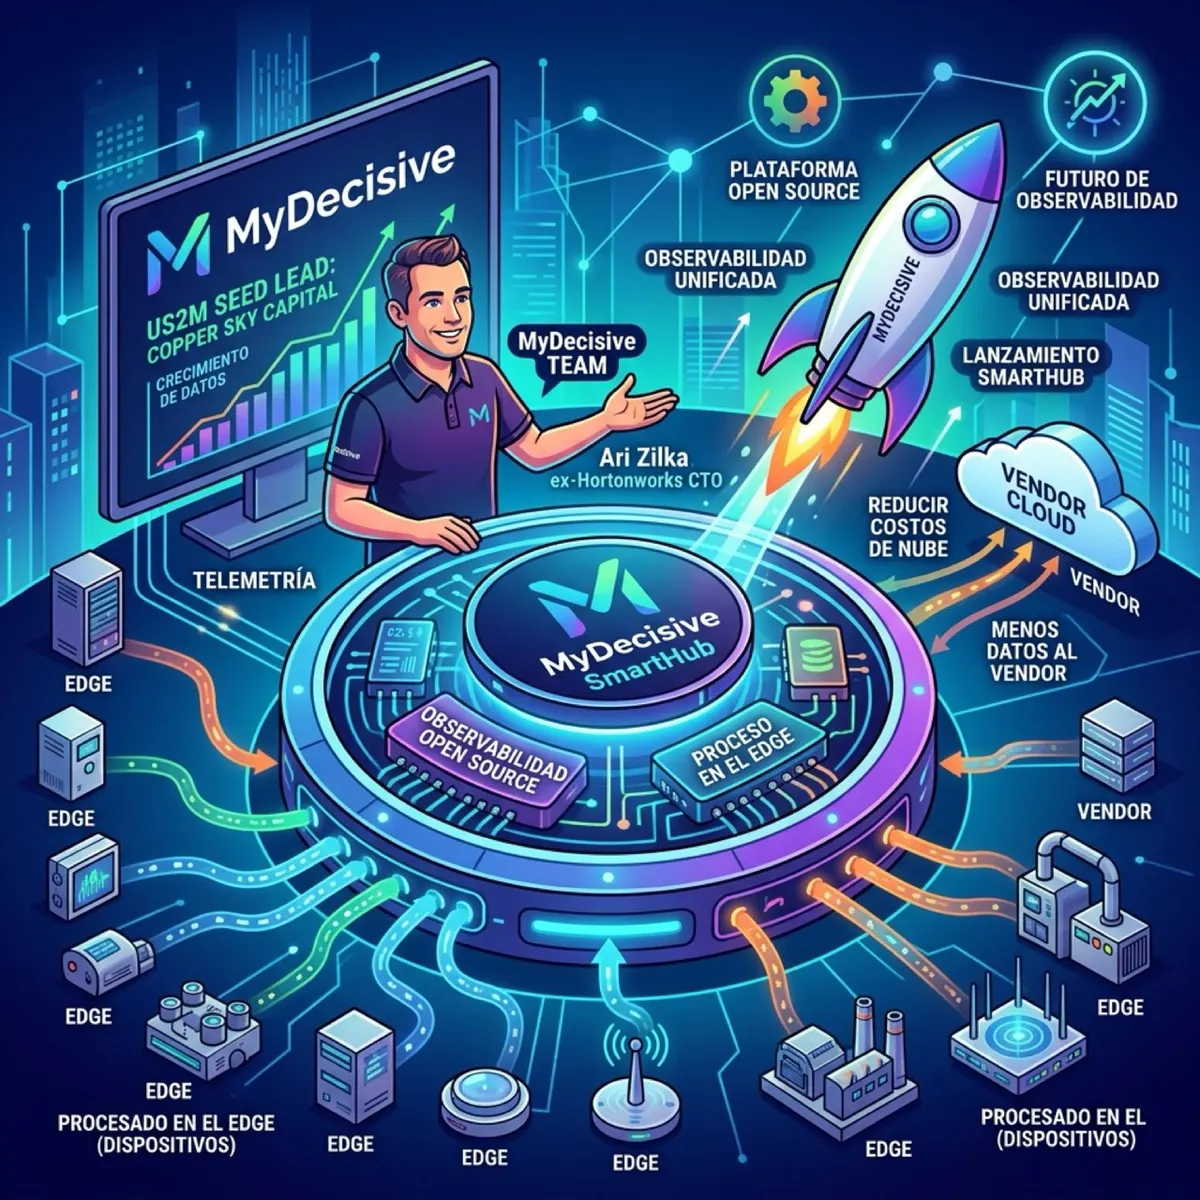 MyDecisive
US2M SEED LEAD:
COPPER SKY CAPITAL
CRECIMIENTO
DE DATOS
MyDecisive
TEAM
Ari Zilka
ex-Hortonworks CTO
PLATAFORMA
OPEN SOURCE
FUTURO DE
OBSERVABILIDAD
OBSERVABILIDAD
UNIFICADA
OBSERVABILIDAD
UNIFICADA
MYDECISIVE
LANZAMIENTO
SMARTHUB
VENDOR
CLOUD
REDUCIR
COSTOS
DE NUBE
VENDOR
MENOS
DATOS AL
VENDOR
TELEMETRÍA
MyDecisive
SmartHub
OBSERVABILIDAD
OPEN SOURCE
PROCESO
EN EL EDGE
EDGE
EDGE
EDGE
EDGE
PROCESADO EN EL EDGE
(DISPOSITIVOS)
EDGE
EDGE
EDGE
EDGE
VENDOR
EDGE
PROCESADO EN EL
(DISPOSITIVOS)